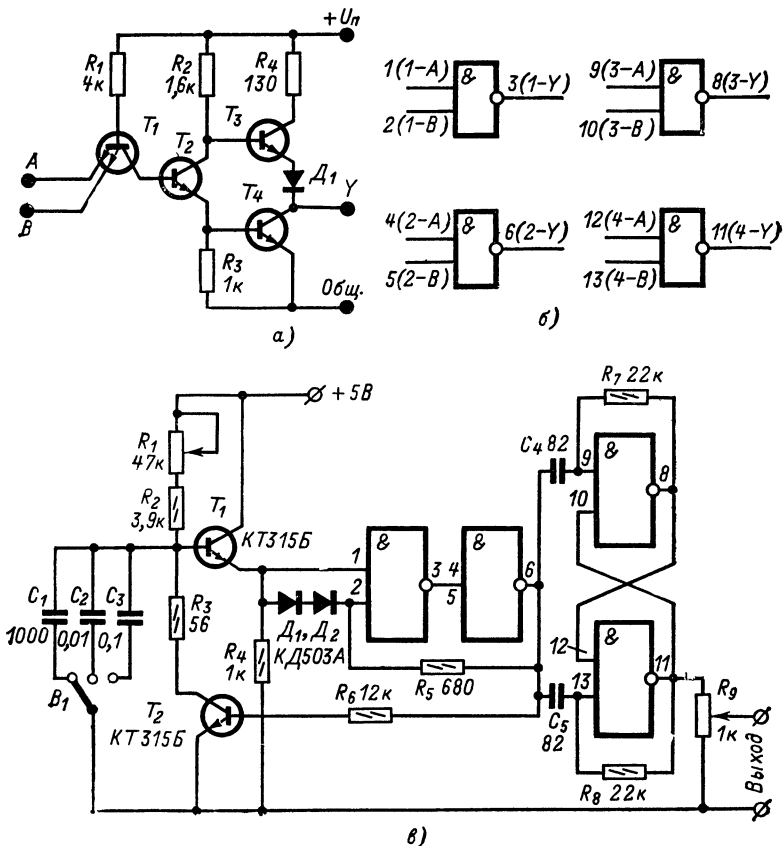 +Uп
R1
4к
R2
1,6к
R4
130
T1
T2
T3
T4
Д1
A
B
Y
R3
1к
Общ.
а)
1(1-A)
2(1-B)
&
3(1-Y)
9(3-A)
10(3-B)
&
8(3-Y)
4(2-A)
5(2-B)
&
6(2-Y)
12(4-A)
13(4-B)
&
11(4-Y)
б)
+5В
R1
47к
R2
3,9к
T1
КТ315Б
C1
1000
C2
0,01
C3
0,1
B1
R3
56
T2
КТ315Б
R4
1к
Д1, Д2
КД503А
1
2
&
3
4
5
&
6
R5 680
R6 12к
C4 82
R7 22к
9
10
&
8
12
13
&
11
C5
82
R8 22к
R9
1к
Выход
в)